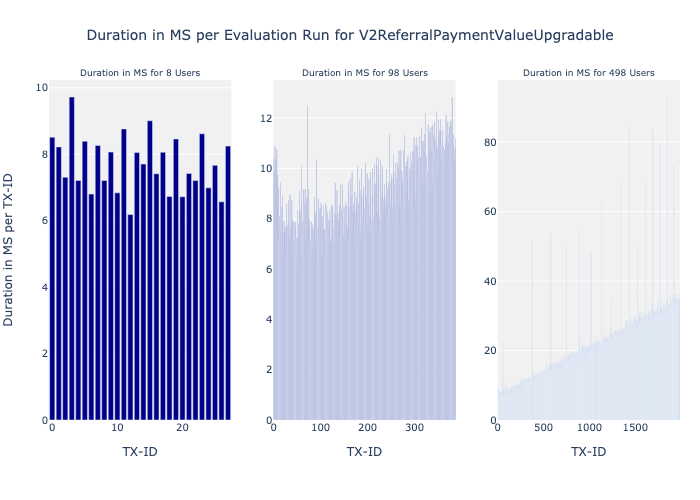 Duration in MS per Evaluation Run for V2ReferralPaymentValueUpgradable
Duration in MS for 8 Users
Duration in MS for 98 Users
Duration in MS for 498 Users
Duration in MS per TX-ID
10
8
6
4
2
0
0 10 20
TX-ID
12
10
8
6
4
2
0
0 100 200 300
TX-ID
80
60
40
20
0
0 500 1000 1500
TX-ID